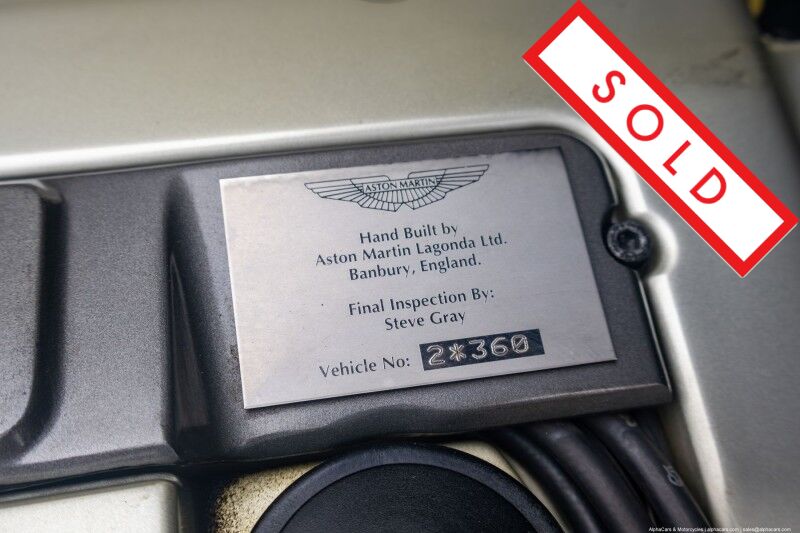 SOLD
ASTON MARTIN
Hand Built by
Aston Martin Lagonda Ltd.
Banbury, England.
Final Inspection By:
Steve Gray
Vehicle No: 2*360
AlphaCars & Motorcycles | alphacars.com | sales@alphacars.com